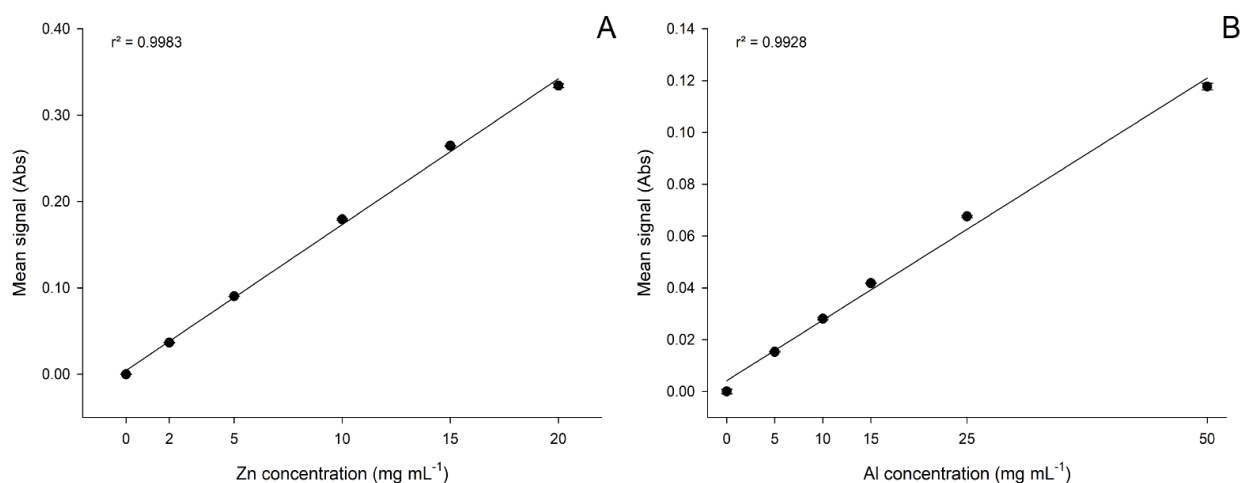 A
r² = 0.9983
Mean signal (Abs)
0.40
0.30
0.20
0.10
0.00
0 2 5 10 15 20
Zn concentration (mg mL⁻¹)
B
r² = 0.9928
Mean signal (Abs)
0.14
0.12
0.10
0.08
0.06
0.04
0.02
0.00
0 5 10 15 25 50
Al concentration (mg mL⁻¹)